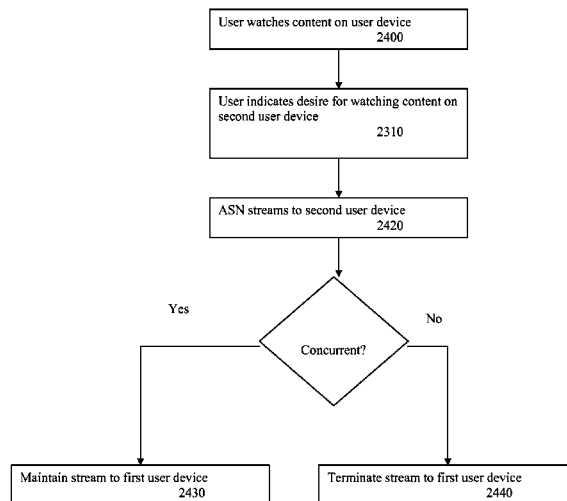 User watches content on user device
2400
User indicates desire for watching content on
second user device
2310
ASN streams to second user device
2420
Yes
No
Concurrent?
Maintain stream to first user device
2430
Terminate stream to first user device
2440